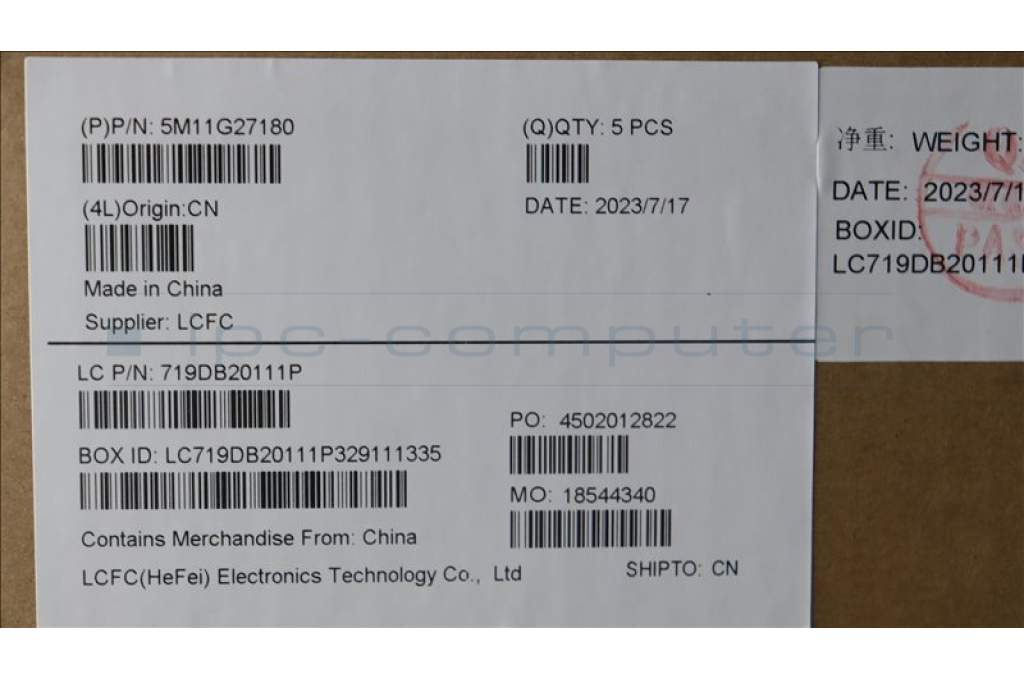 (P)P/N: 5M11G27180
(Q)QTY: 5 PCS
(4L)Origin:CN
DATE: 2023/7/17
Made in China
Supplier: LCFC
LC P/N: 719DB20111P
PO: 4502012822
BOX ID: LC719DB20111P329111335
MO: 18544340
Contains Merchandise From: China
LCFC(HeFei) Electronics Technology Co., Ltd
SHIPTO: CN
净重: WEIGHT:
DATE: 2023/7/1
BOXID:
LC719DB20111
ipc-computer